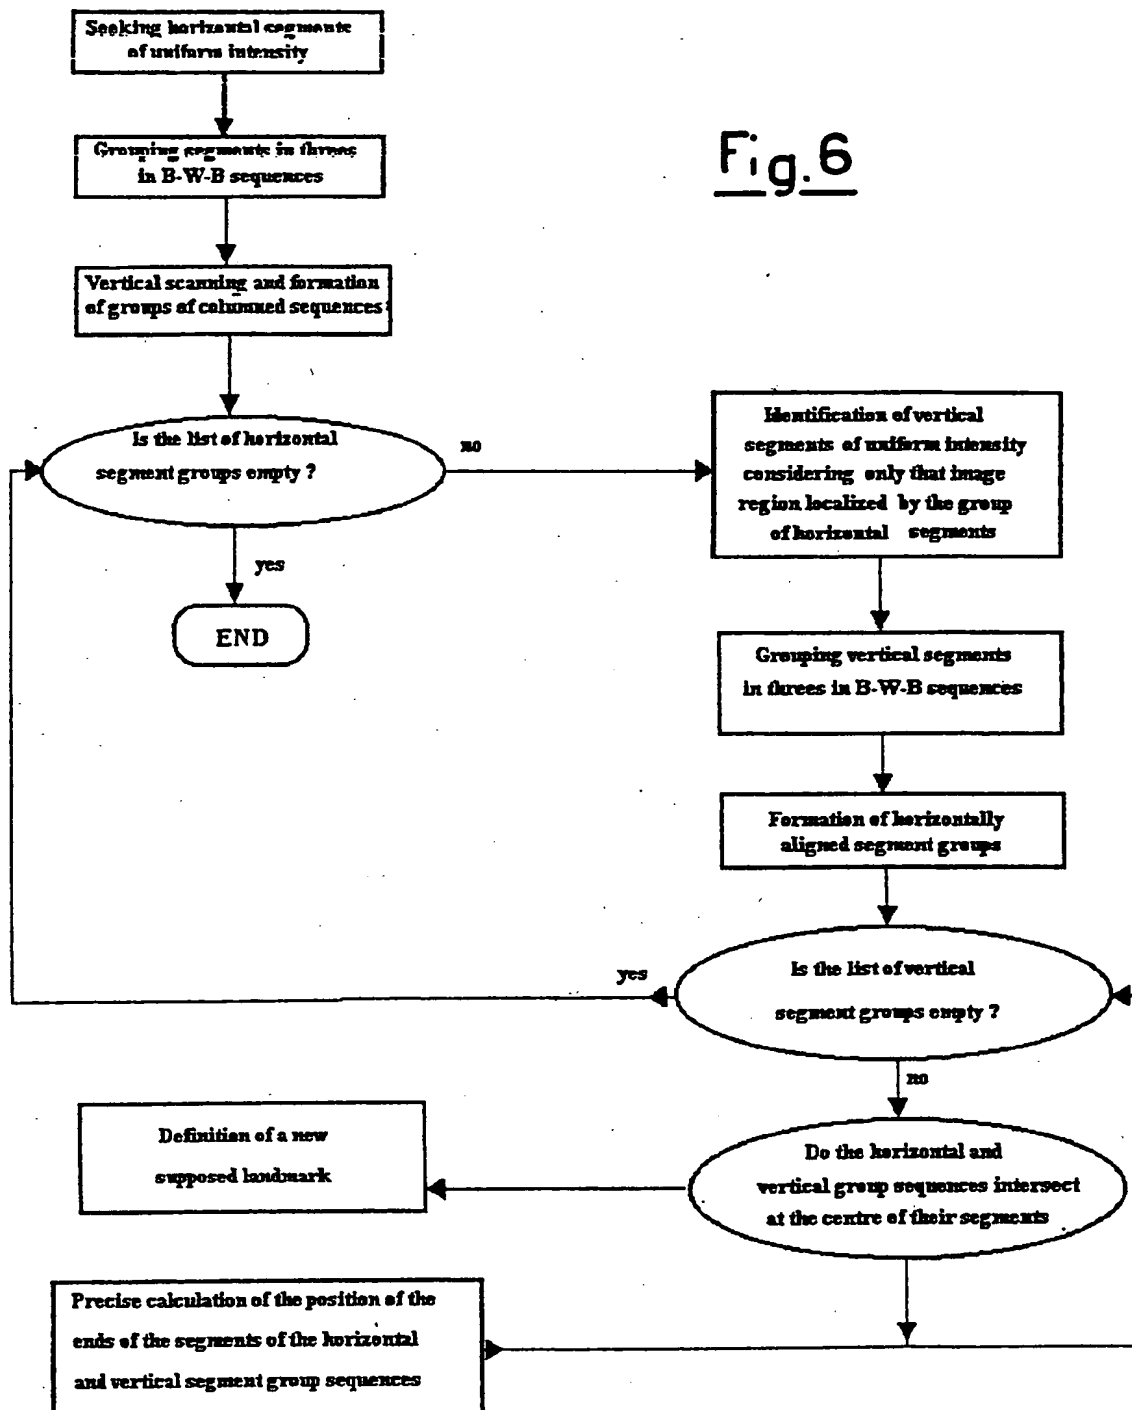 Seeking horizontal segments
of uniform intensity
Grouping segments in threes
in B-W-B sequences
Fig.6
Vertical scanning and formation
of groups of columned sequences
Is the list of horizontal
segment groups empty ?
no
yes
END
Identification of vertical
segments of uniform intensity
considering only that image
region localized by the group
of horizontal segments
Grouping vertical segments
in threes in B-W-B sequences
Formation of horizontally
aligned segment groups
Is the list of vertical
segment groups empty ?
yes
no
Do the horizontal and
vertical group sequences intersect
at the centre of their segments
Definition of a new
supposed landmark
Precise calculation of the position of the
ends of the segments of the horizontal
and vertical segment group sequences